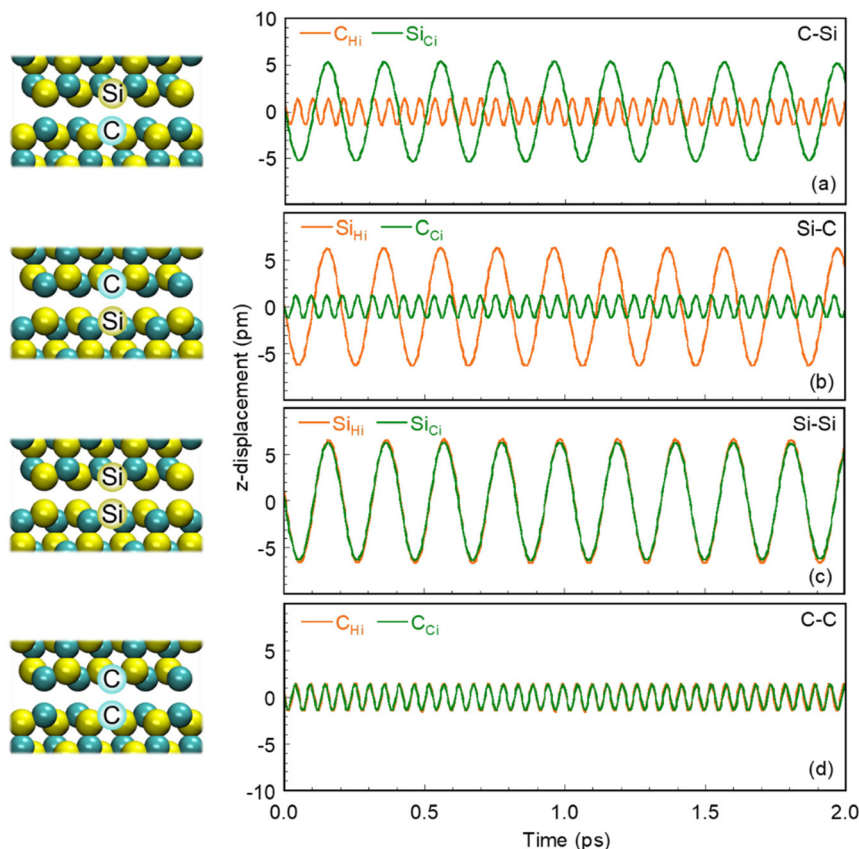 Si
C
C
Si
Si
Si
C
C
z-displacement (pm)
10
5
0
-5
C_Hi Si_Ci C-Si
(a)
5
0
-5
Si_Hi C_Ci Si-C
(b)
5
0
-5
Si_Hi Si_Ci Si-Si
(c)
5
0
-5
-10
C_Hi C_Ci C-C
(d)
0.0 0.5 1.0 1.5 2.0
Time (ps)